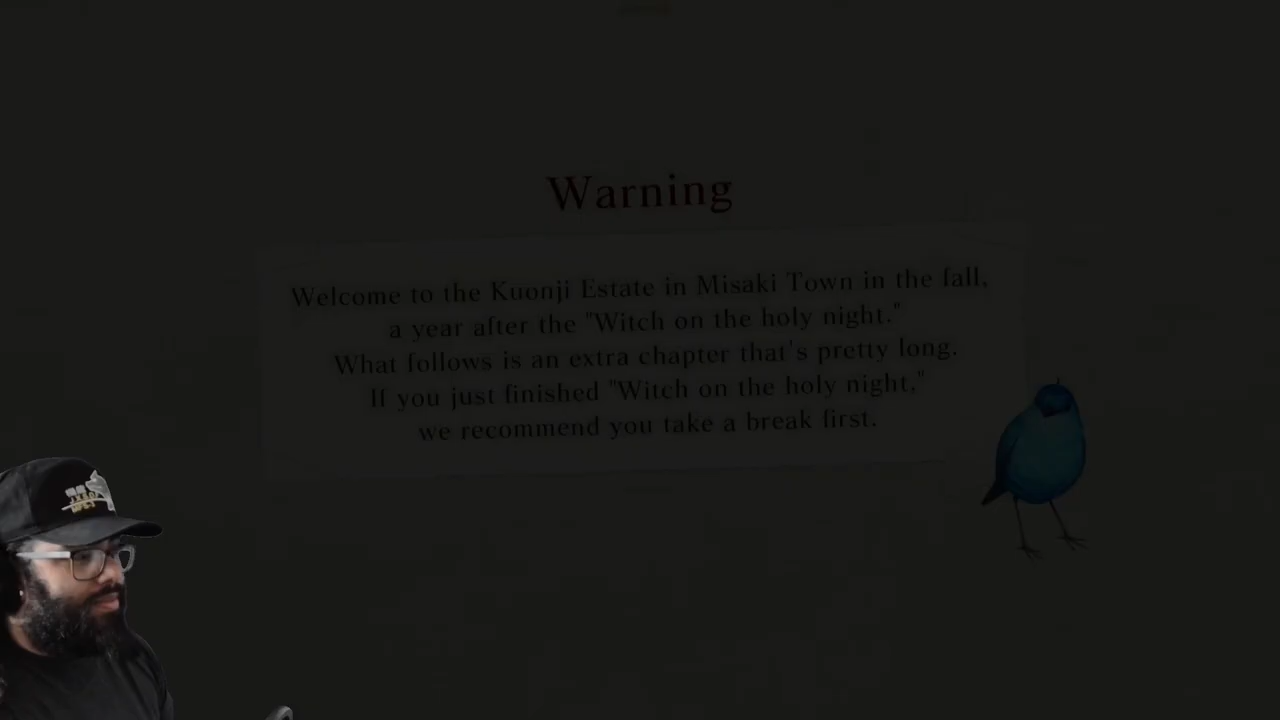 Warning
Welcome to the Kuonji Estate in Misaki Town in the fall,
a year after the "Witch on the holy night."
What follows is an extra chapter that's pretty long.
If you just finished "Witch on the holy night,"
we recommend you take a break first.